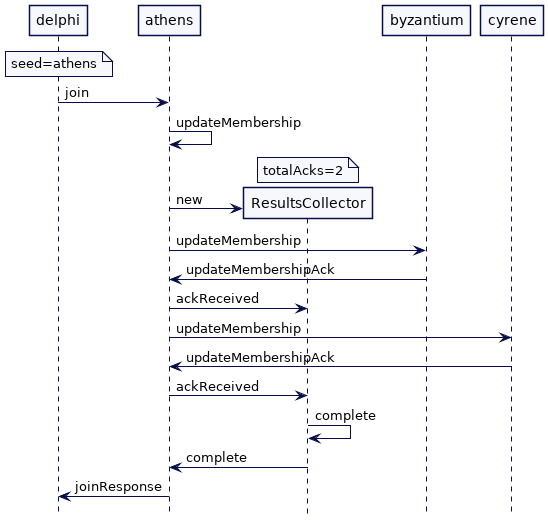 delphi
athens
byzantium
cyrene
seed=athens
join
updateMembership
totalAcks=2
new
ResultsCollector
updateMembership
updateMembershipAck
ackReceived
updateMembership
updateMembershipAck
ackReceived
complete
complete
joinResponse